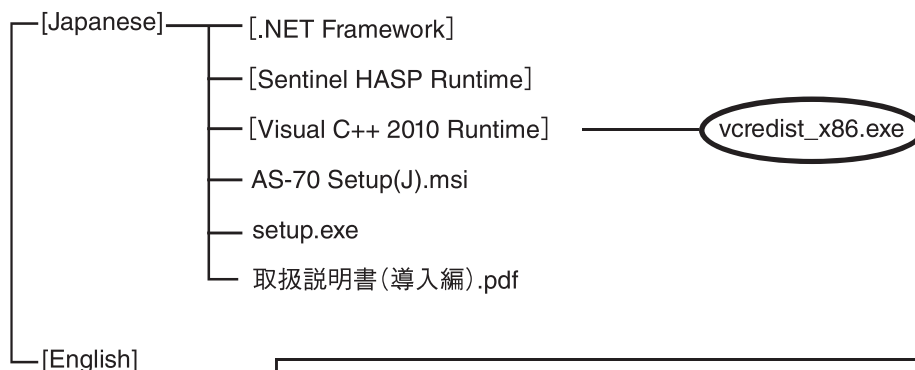 [Japanese]
[.NET Framework]
[Sentinel HASP Runtime]
[Visual C++ 2010 Runtime]
vcredist_x86.exe
AS-70 Setup(J).msi
setup.exe
取扱説明書(導入編).pdf
[English]